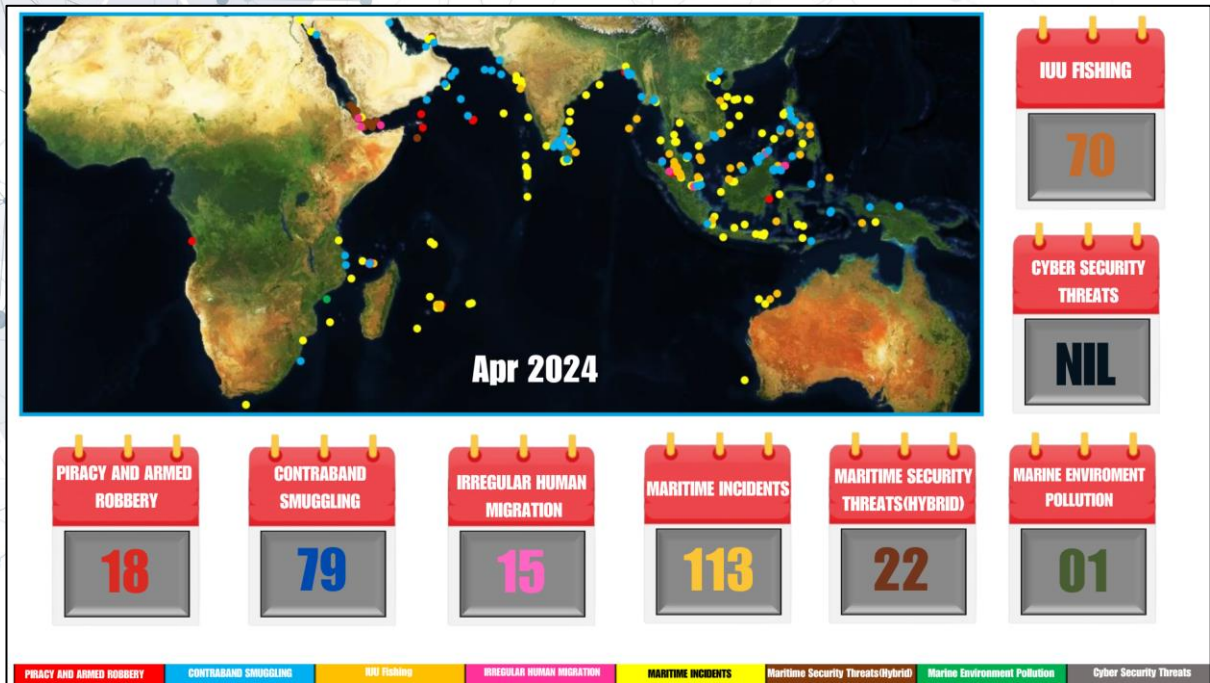 IUU FISHING
70
CYBER SECURITY
THREATS
NIL
Apr 2024
PIRACY AND ARMED
ROBBERY
18
CONTRABAND
SMUGGLING
79
IRREGULAR HUMAN
MIGRATION
15
MARITIME INCIDENTS
113
MARITIME SECURITY
THREATS(HYBRID)
22
MARINE ENVIROMENT
POLLUTION
01
PIRACY AND ARMED ROBBERY
CONTRABAND SMUGGLING
IUU Fishing
IRREGULAR HUMAN MIGRATION
MARITIME INCIDENTS
Maritime Security Threats(Hybrid)
Marine Environment Pollution
Cyber Security Threats